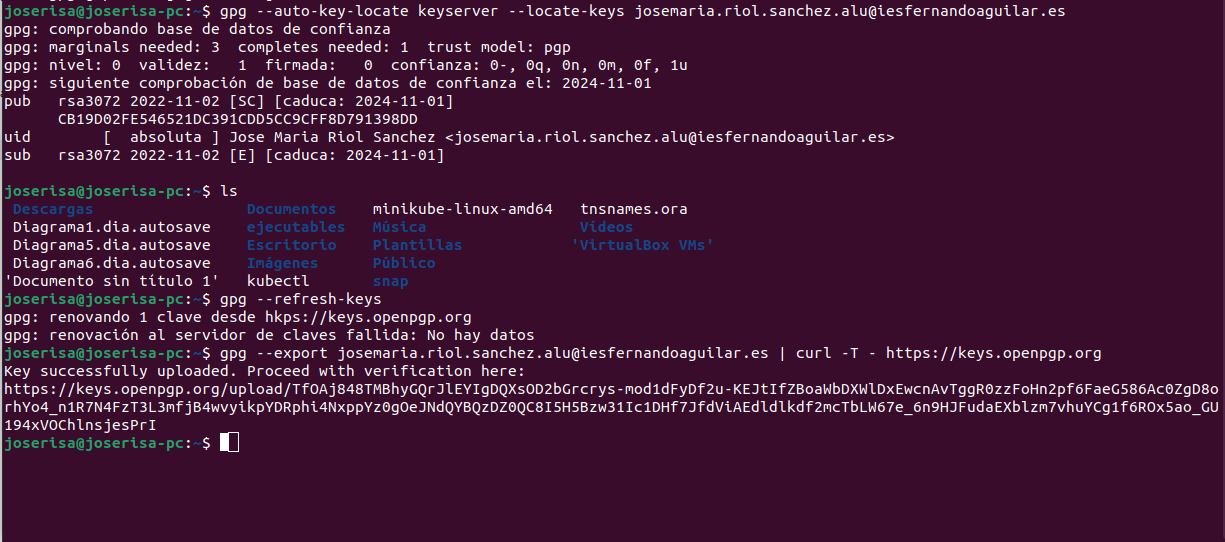 joserisa@joserisa-pc:~$ gpg --auto-key-locate keyserver --locate-keys josemaria.riol.sanchez.alu@iesfernandoaguilar.es
gpg: comprobando base de datos de confianza
gpg: marginals needed: 3  completes needed: 1  trust model: pgp
gpg: nivel: 0  validez:   1  firmada:   0  confianza: 0-, 0q, 0n, 0m, 0f, 1u
gpg: siguiente comprobación de base de datos de confianza el: 2024-11-01
pub   rsa3072 2022-11-02 [SC] [caduca: 2024-11-01]
      CB19D02FE546521DC391CDD5CC9CFF8D791398DD
uid        [  absoluta ] Jose Maria Riol Sanchez <josemaria.riol.sanchez.alu@iesfernandoaguilar.es>
sub   rsa3072 2022-11-02 [E] [caduca: 2024-11-01]
joserisa@joserisa-pc:~$ ls
Descargas                 Documentos    minikube-linux-amd64   tnsnames.ora
Diagrama1.dia.autosave    ejecutables   Música                 Vídeos
Diagrama5.dia.autosave    Escritorio    Plantillas            'VirtualBox VMs'
Diagrama6.dia.autosave    Imágenes      Público
'Documento sin título 1'   kubectl       snap
joserisa@joserisa-pc:~$ gpg --refresh-keys
gpg: renovando 1 clave desde hkps://keys.openpgp.org
gpg: renovación al servidor de claves fallida: No hay datos
joserisa@joserisa-pc:~$ gpg --export josemaria.riol.sanchez.alu@iesfernandoaguilar.es | curl -T - https://keys.openpgp.org
Key successfully uploaded. Proceed with verification here:
https://keys.openpgp.org/upload/TfOAj848TMBhyGQrJlEYIgDQXsOD2bGrcrys-mod1dFyDf2u-KEJtIfZBoaWbDXWlDxEwcnAvTggR0zzFoHn2pf6FaeG586Ac0ZgD8o
rhYo4_n1R7N4FzT3L3mfjB4wvyikpYDRphi4NxppYz0gOeJNdQYBQzDZ0QC8I5H5Bzw31Ic1DHf7JfdViAEdldlkdf2mcTbLW67e_6n9HJFudaEXblzm7vhuYCg1f6ROx5ao_GU
194xVOChlnsjesPrI
joserisa@joserisa-pc:~$